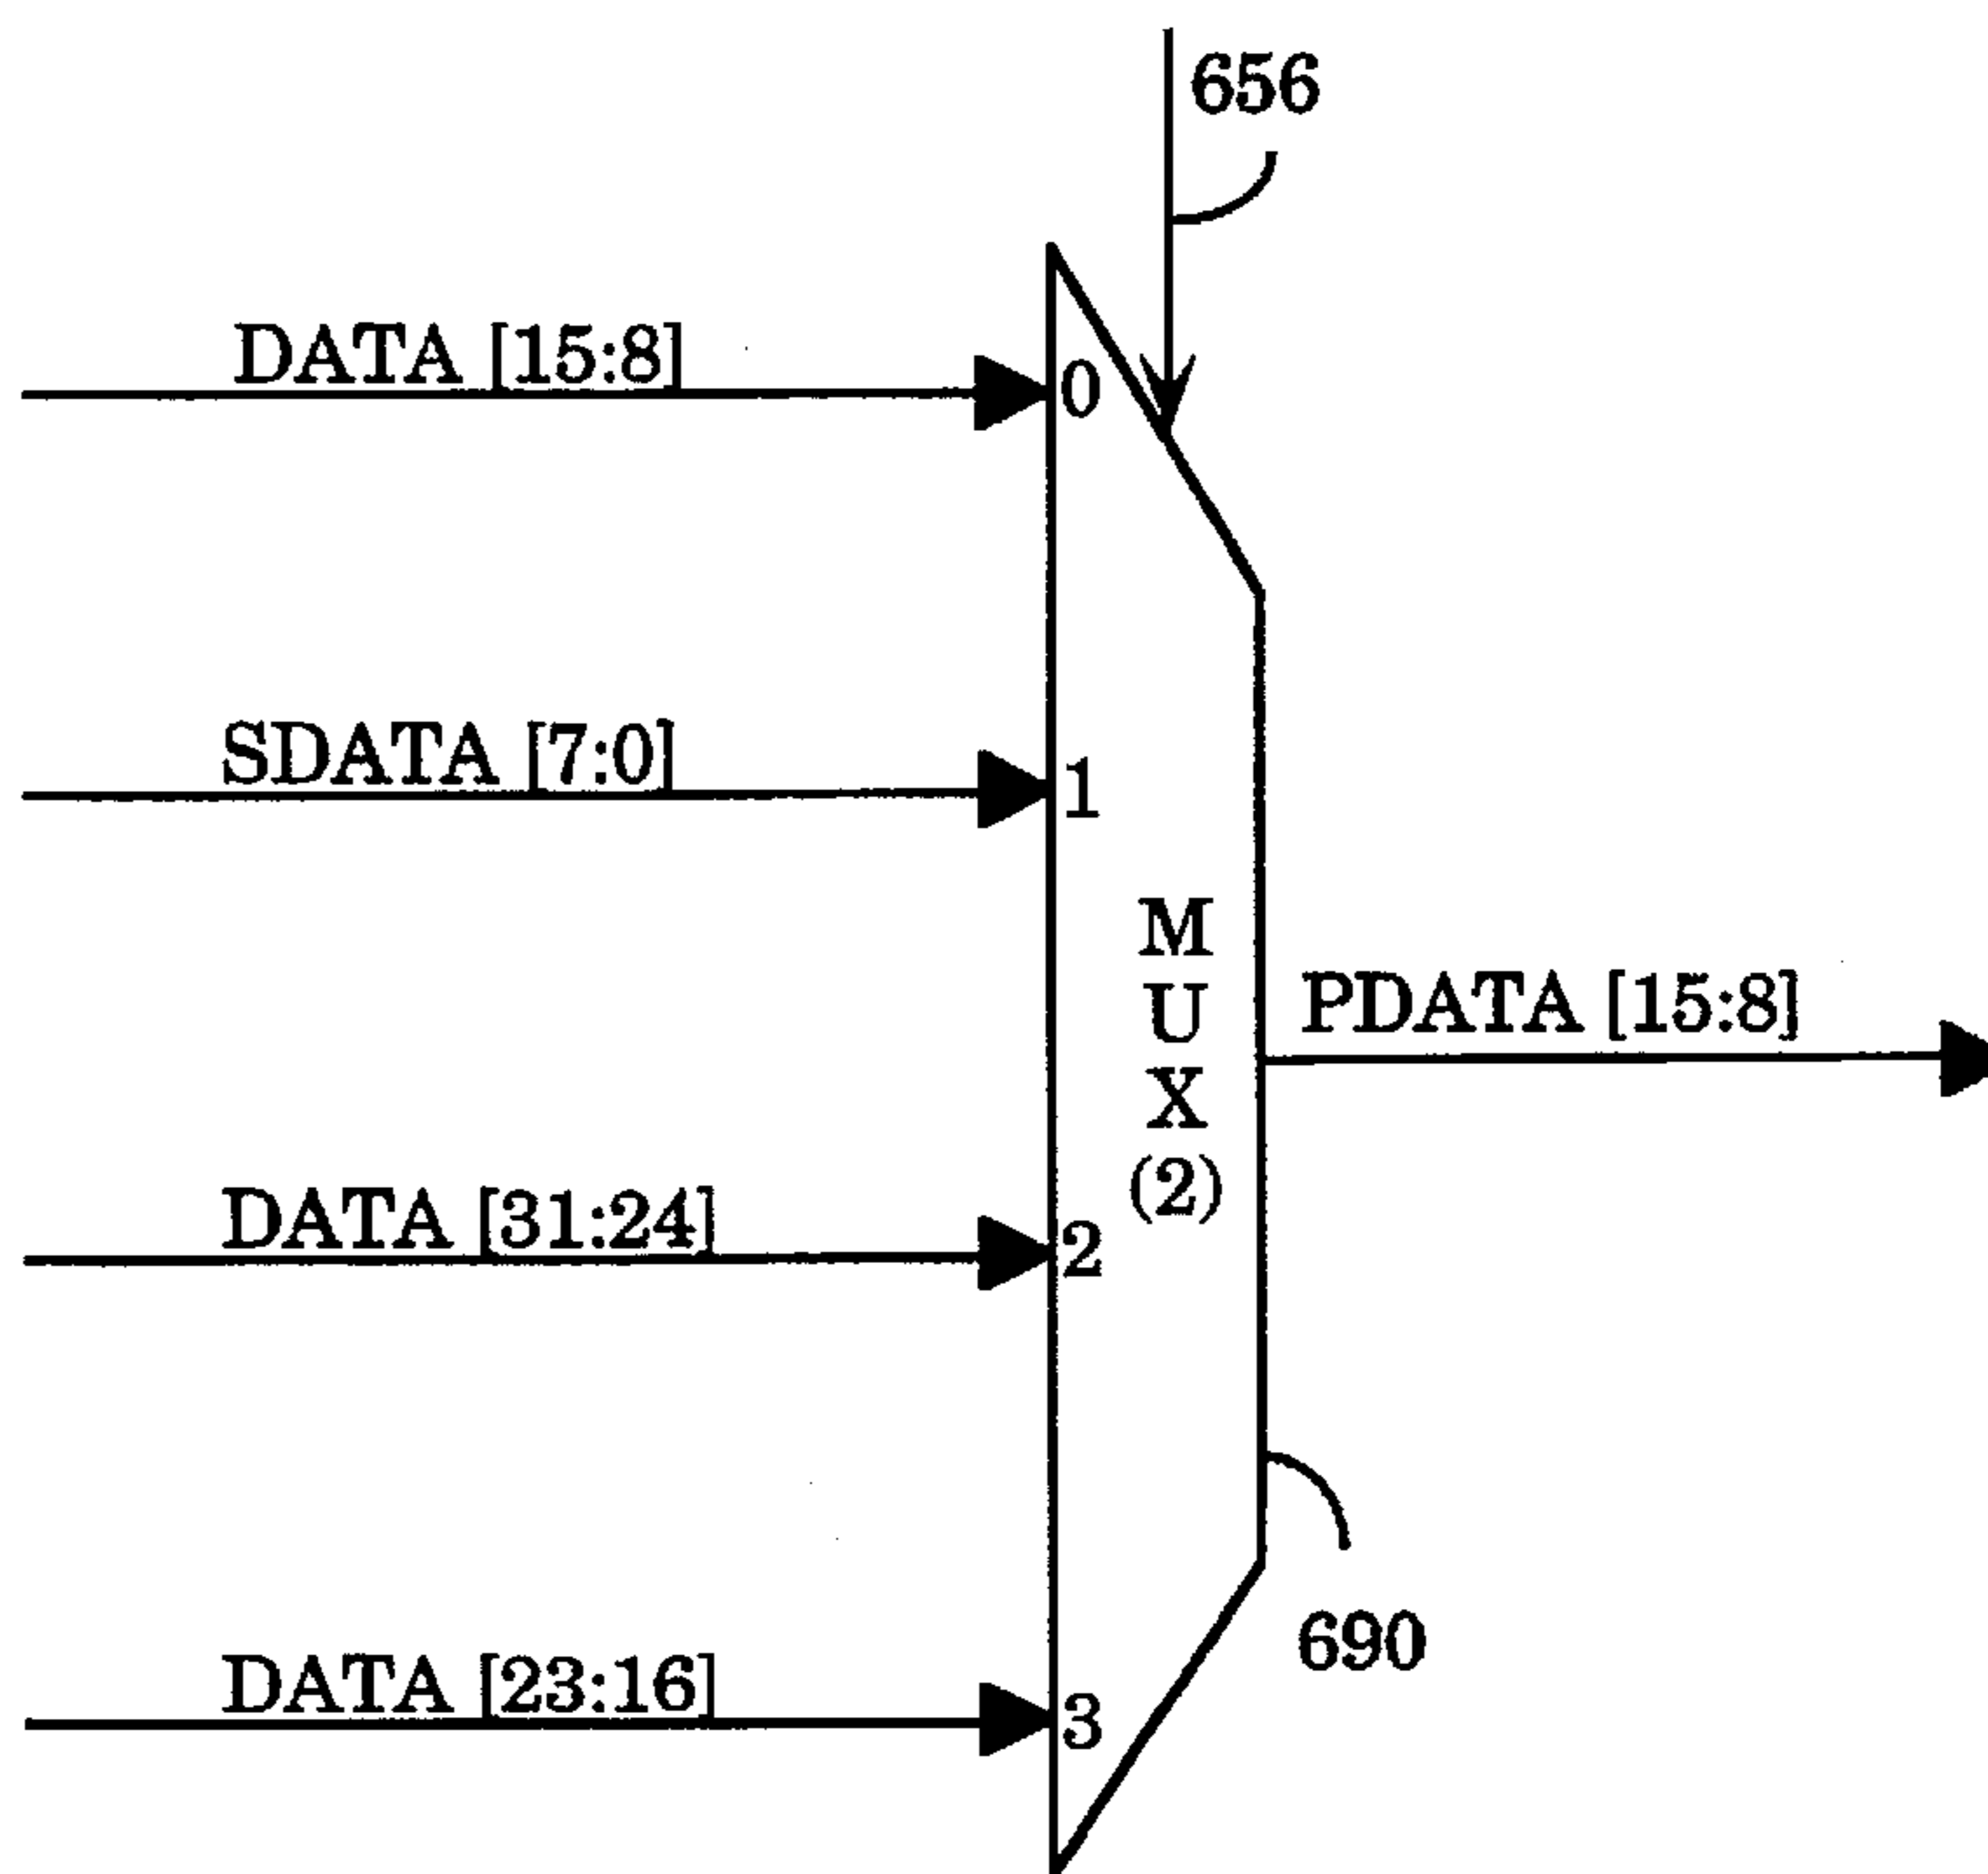 656
DATA [15:8]
0
SDATA [7:0]
1
M
U
X
(2)
PDATA [15:8]
DATA [31:24]
2
690
DATA [23:16]
3